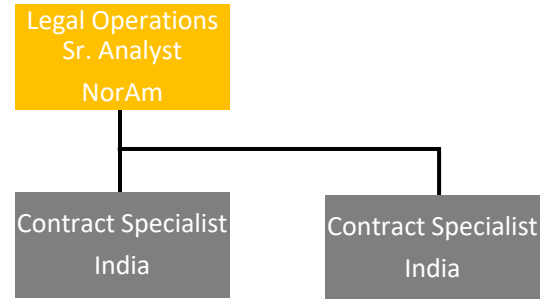 Legal Operations
Sr. Analyst
NorAm
Contract Specialist
India
Contract Specialist
India